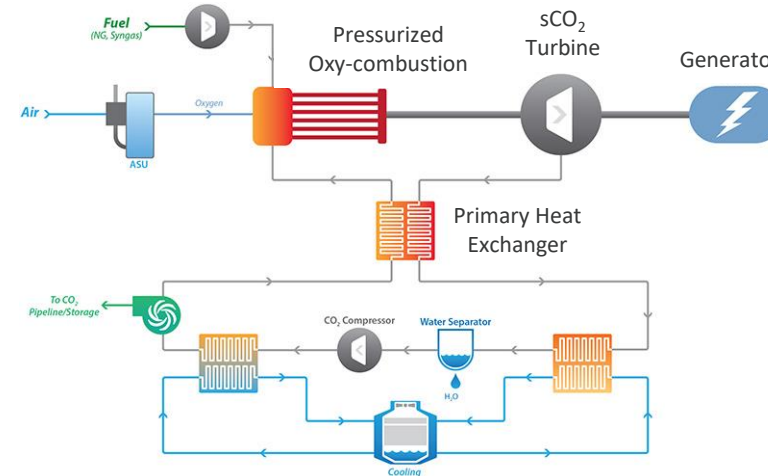 Fuel
(NG, Syngas)
Pressurized
Oxy-combustion
sCO₂
Turbine
Generato
Air
Oxygen
ASU
Primary Heat
Exchanger
To CO₂
Pipeline/Storage
CO₂ Compressor
Water Separator
H₂O
Cooling